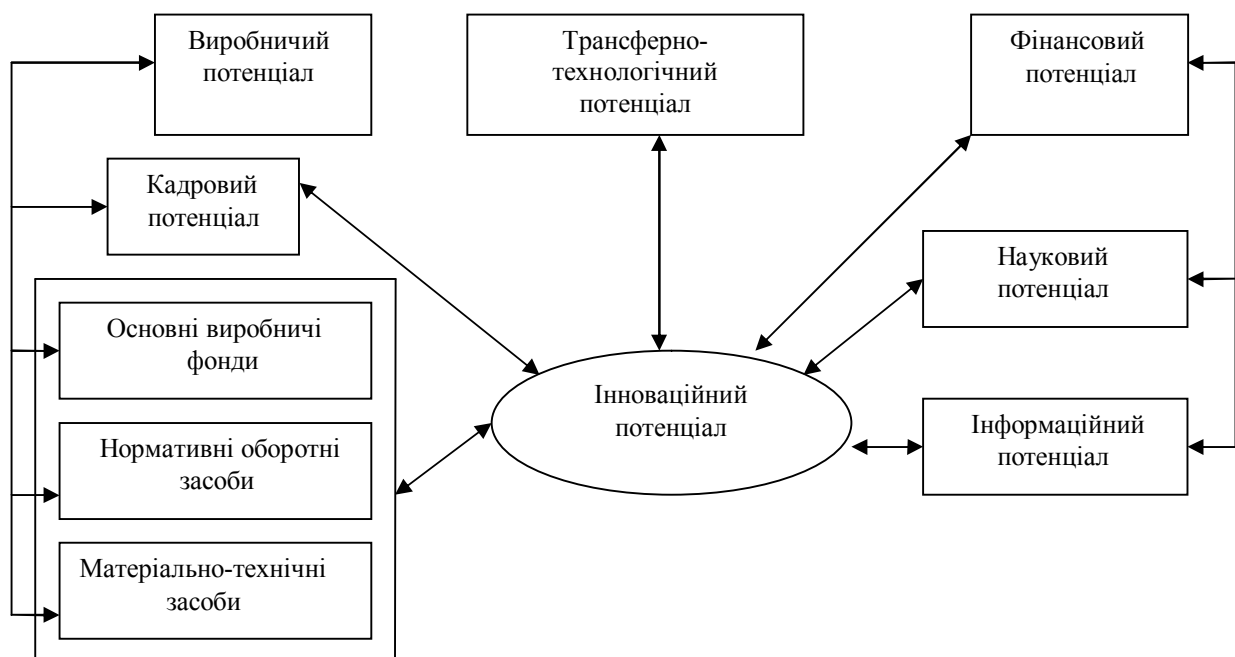 Виробничий
потенціал
Трансферно-
технологічний
потенціал
Фінансовий
потенціал
Кадровий
потенціал
Науковий
потенціал
Основні виробничі
фонди
Інноваційний
потенціал
Нормативні оборотні
засоби
Інформаційний
потенціал
Матеріально-технічні
засоби